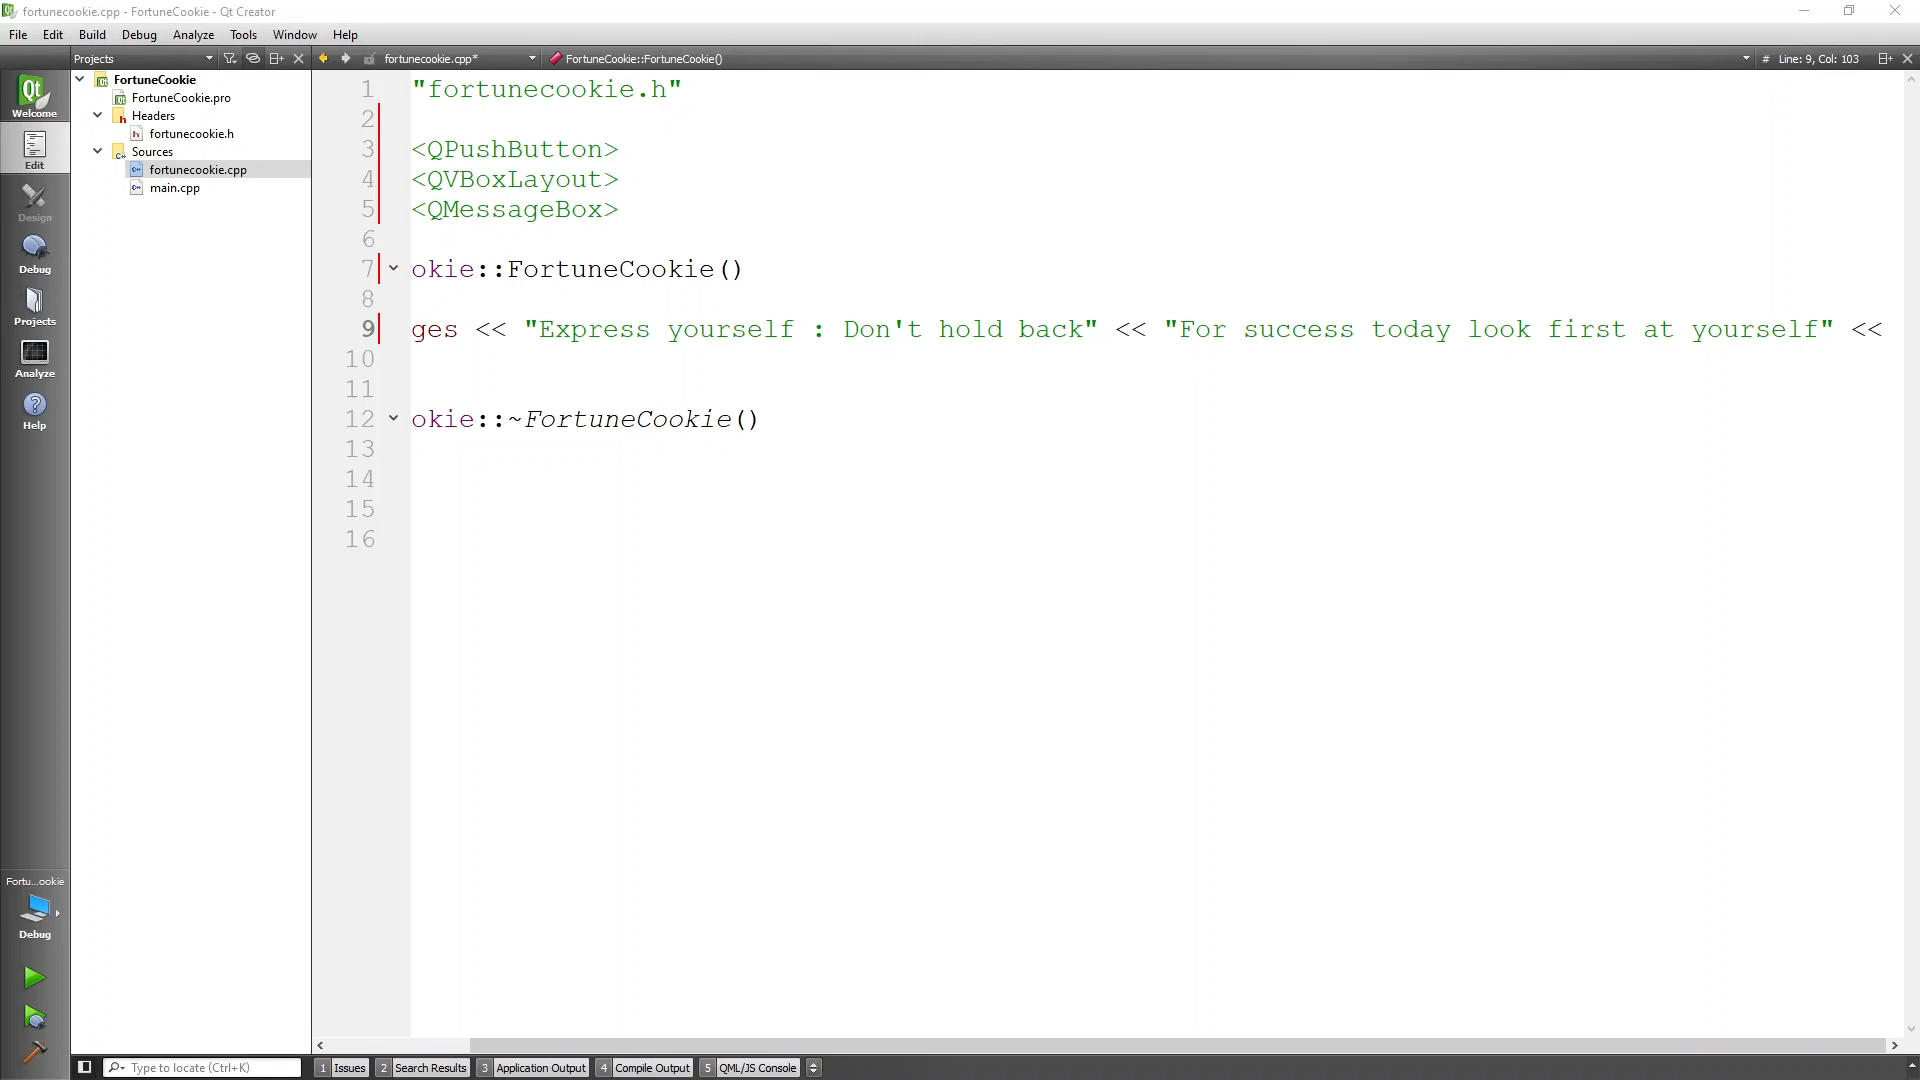 fortunecookie.cpp - FortuneCookie - Qt Creator
File Edit Build Debug Analyze Tools Window Help
Projects fortunecookie.cpp* FortuneCookie::FortuneCookie() # Line: 9, Col: 103
Qt
Welcome
Edit
Design
Debug
Projects
Analyze
Help
FortuneCookie
FortuneCookie.pro
Headers
fortunecookie.h
Sources
fortunecookie.cpp
main.cpp
1 "fortunecookie.h"
2
3 <QPushButton>
4 <QVBoxLayout>
5 <QMessageBox>
6
7 okie::FortuneCookie()
8
9 ges << "Express yourself : Don't hold back" << "For success today look first at yourself" <<
10
11
12 okie::~FortuneCookie()
13
14
15
16
Fortu...ookie
Debug
Type to locate (Ctrl+K) 1 Issues 2 Search Results 3 Application Output 4 Compile Output 5 QML/JS Console